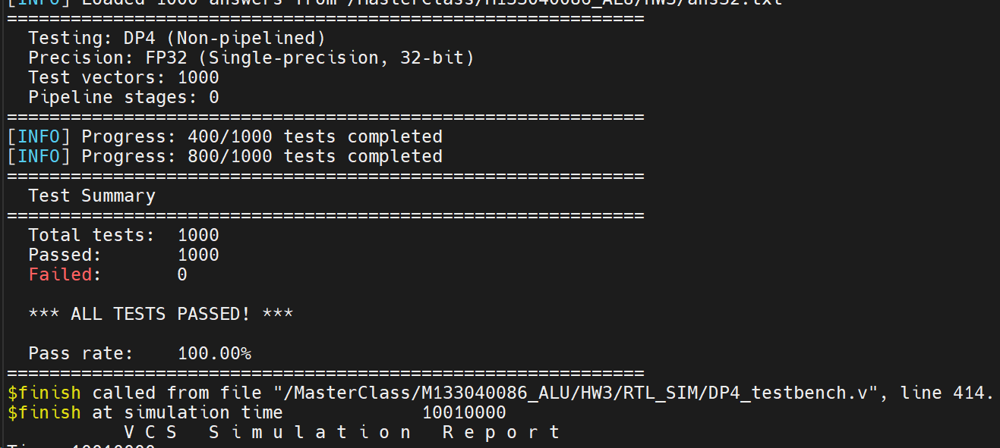 [INFO] Loaded 1000 answers from /MasterClass/M133040086_ALU/HW3/ans32.txt
============================================================
  Testing: DP4 (Non-pipelined)
  Precision: FP32 (Single-precision, 32-bit)
  Test vectors: 1000
  Pipeline stages: 0
============================================================
[INFO] Progress: 400/1000 tests completed
[INFO] Progress: 800/1000 tests completed
============================================================
  Test Summary
============================================================
  Total tests:  1000
  Passed:       1000
  Failed:       0
  *** ALL TESTS PASSED! ***
  Pass rate:    100.00%
============================================================
$finish called from file "/MasterClass/M133040086_ALU/HW3/RTL_SIM/DP4_testbench.v", line 414.
$finish at simulation time             10010000
           V C S   S i m u l a t i o n   R e p o r t